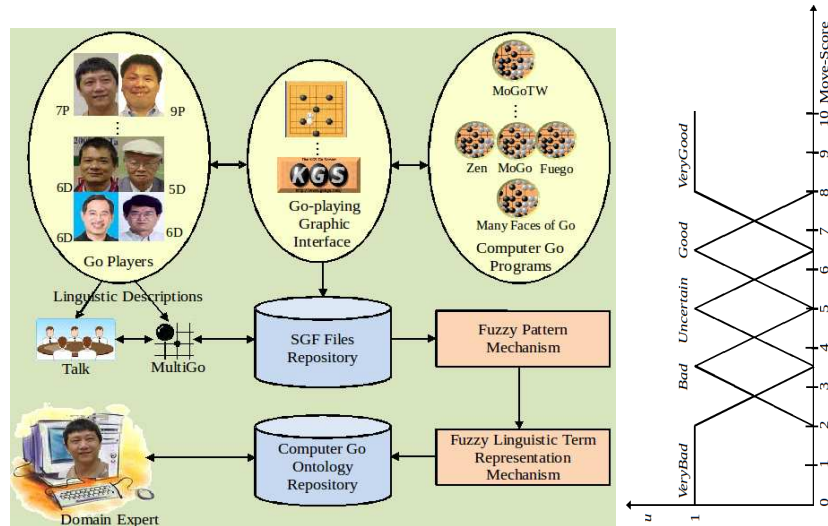 7P
9P
6D
5D
6D
6D
Go Players
KGS
Go-playing
Graphic
Interface
MoGoTW
Zen
MoGo
Fuego
Many Faces of Go
Computer Go
Programs
Linguistic Descriptions
Talk
MultiGo
SGF Files
Repository
Fuzzy Pattern
Mechanism
Domain Expert
Computer Go
Ontology
Repository
Fuzzy Linguistic Term
Representation
Mechanism
u
1
VeryBad
Bad
Uncertain
Good
VeryGood
0
1
2
3
4
5
6
7
8
9
10
Move-Score